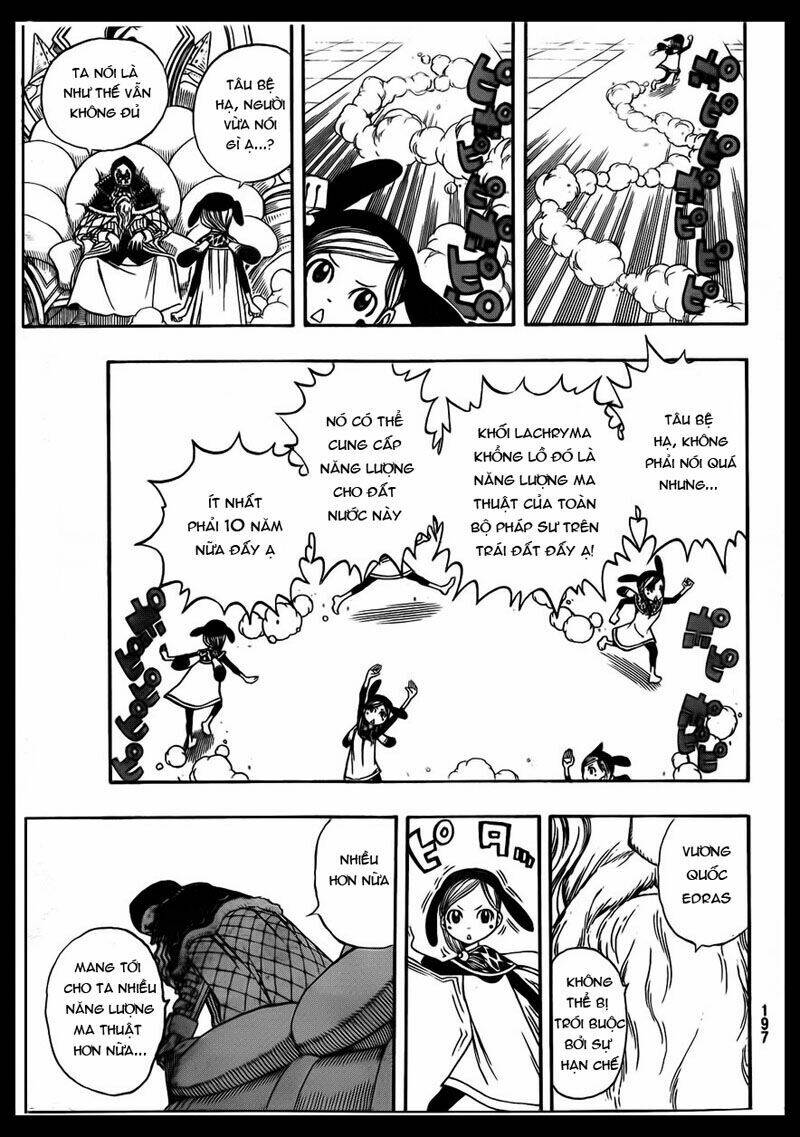 TÂU BỆ
HẠ, NGƯỜI
VỪA NÓI
GÌ Ạ...?
TA NÓI LÀ
NHƯ THẾ VẪN
KHÔNG ĐỦ
TÂU BỆ
HẠ, KHÔNG
PHẢI NÓI QUÁ
NHƯNG...
KHỐI LACHRYMA
KHỔNG LỒ ĐÓ LÀ
NĂNG LƯỢNG MA
THUẬT CỦA TOÀN
BỘ PHÁP SƯ TRÊN
TRÁI ĐẤT ĐẤY Ạ!
NÓ CÓ THỂ
CUNG CẤP
NĂNG LƯỢNG
CHO ĐẤT
NƯỚC NÀY
ÍT NHẤT
PHẢI 10 NĂM
NỮA ĐẤY Ạ
VƯƠNG
QUỐC
EDRAS
KHÔNG
THỂ BỊ
TRÓI BUỘC
BỞI SỰ
HẠN CHẾ
ピタ
NHIỀU
HƠN NỮA
MANG TỚI
CHO TA NHIỀU
NĂNG LƯỢNG
MA THUẬT
HƠN NỮA...
197